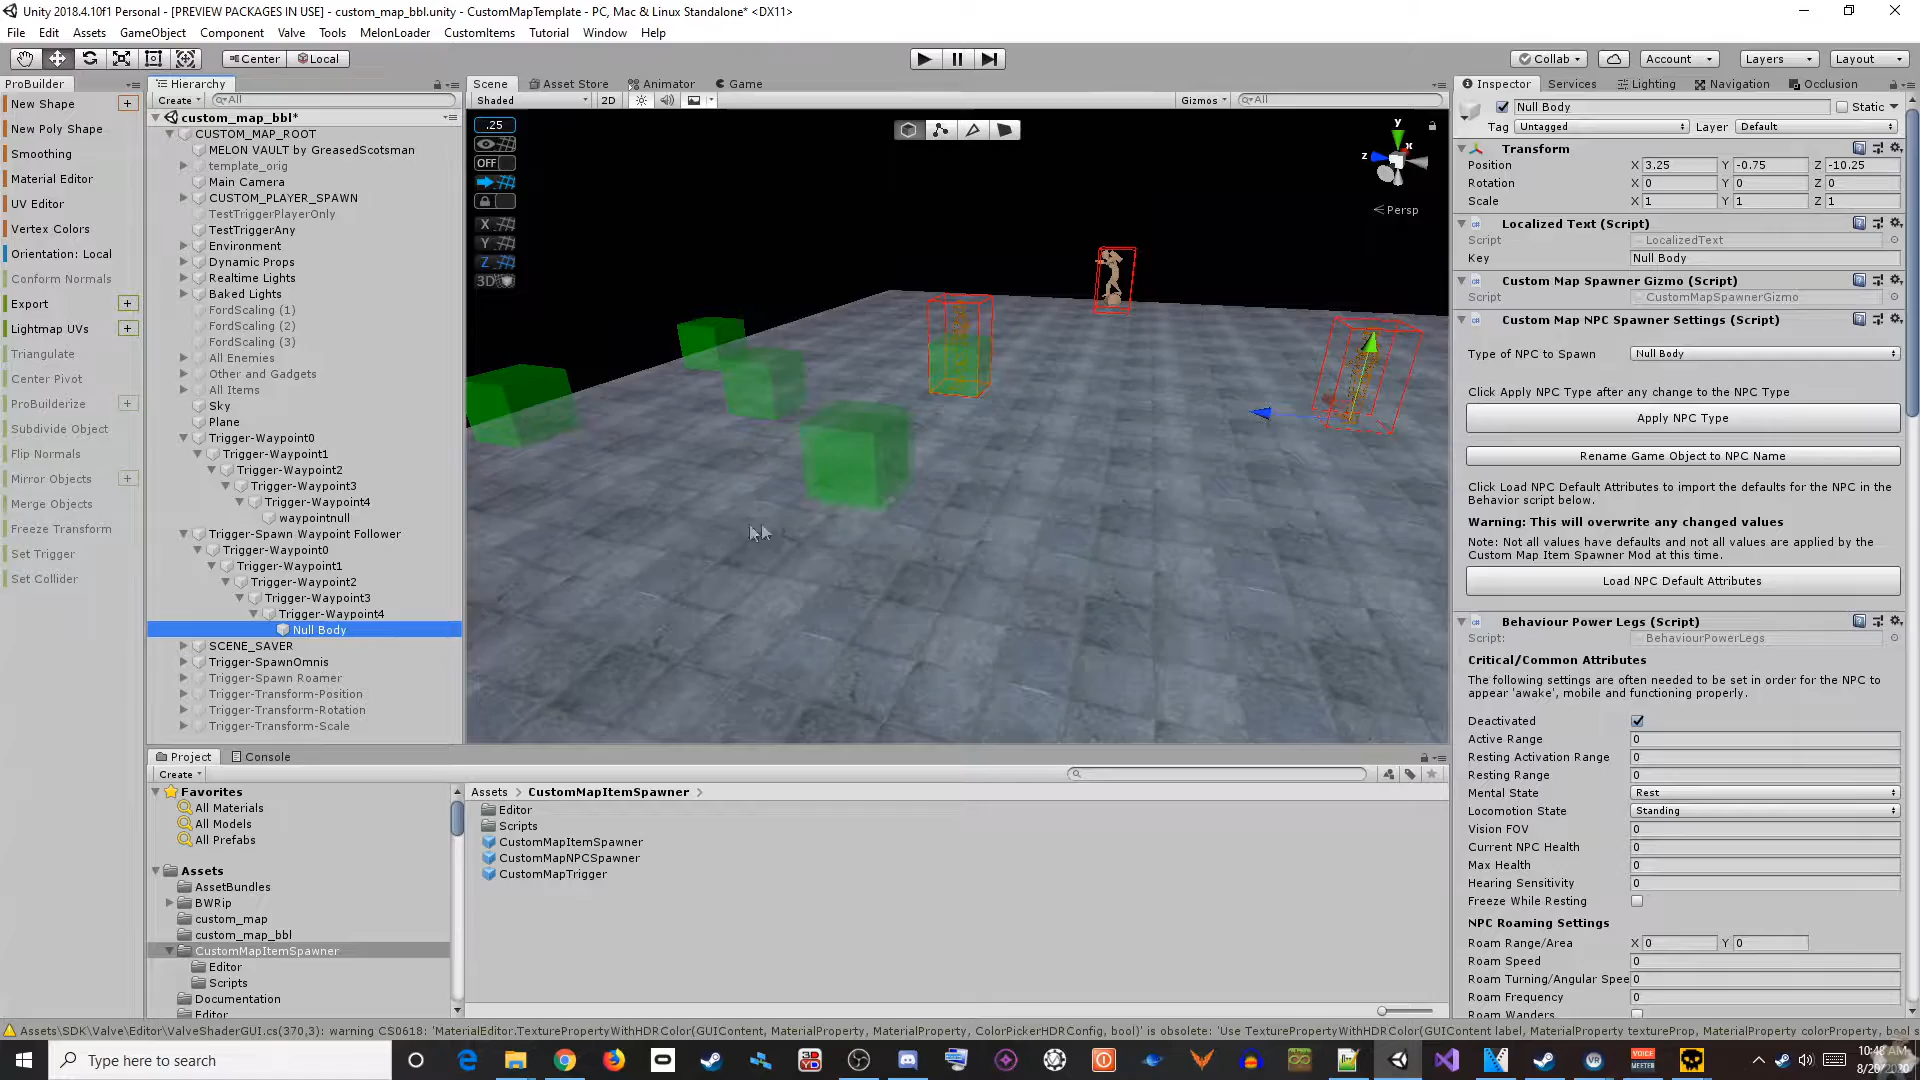 Unity 2018.4.10f1 Personal - [PREVIEW PACKAGES IN USE] - custom_map_bbl.unity - CustomMapTemplate - PC, Mac & Linux Standalone* <DX11>
File Edit Assets GameObject Component Valve Tools MelonLoader CustomItems Tutorial Window Help
Center Local Collab Account Layers Layout
ProBuilder
New Shape
New Poly Shape
Smoothing
Material Editor
UV Editor
Vertex Colors
Orientation: Local
Conform Normals
Export
Lightmap UVs
Triangulate
Center Pivot
ProBuilderize
Subdivide Object
Flip Normals
Mirror Objects
Merge Objects
Freeze Transform
Set Trigger
Set Collider
Hierarchy
Create All
custom_map_bbl*
CUSTOM_MAP_ROOT
MELON VAULT by GreasedScotsman
template_orig
Main Camera
CUSTOM_PLAYER_SPAWN
TestTriggerPlayerOnly
TestTriggerAny
Environment
Dynamic Props
Realtime Lights
Baked Lights
FordScaling (1)
FordScaling (2)
FordScaling (3)
All Enemies
Other and Gadgets
All Items
Sky
Plane
Trigger-Waypoint0
Trigger-Waypoint1
Trigger-Waypoint2
Trigger-Waypoint3
Trigger-Waypoint4
waypointnull
Trigger-Spawn Waypoint Follower
Trigger-Waypoint0
Trigger-Waypoint1
Trigger-Waypoint2
Trigger-Waypoint3
Trigger-Waypoint4
Null Body
SCENE_SAVER
Trigger-SpawnOmnis
Trigger-Spawn Roamer
Trigger-Transform-Position
Trigger-Transform-Rotation
Trigger-Transform-Scale
Scene Asset Store Animator Game
Shaded 2D Gizmos All
.25
OFF
X
Y
Z
3D
y
x
z
Persp
Inspector Services Lighting Navigation Occlusion
Null Body Static
Tag Untagged Layer Default
Transform
Position X 3.25 Y -0.75 Z -10.25
Rotation X 0 Y 0 Z 0
Scale X 1 Y 1 Z 1
Localized Text (Script)
Script LocalizedText
Key Null Body
Custom Map Spawner Gizmo (Script)
Script CustomMapSpawnerGizmo
Custom Map NPC Spawner Settings (Script)
Type of NPC to Spawn Null Body
Click Apply NPC Type after any change to the NPC Type
Apply NPC Type
Rename Game Object to NPC Name
Click Load NPC Default Attributes to import the defaults for the NPC in the
Behavior script below.
Warning: This will overwrite any changed values
Note: Not all values have defaults and not all values are applied by the
Custom Map Item Spawner Mod at this time.
Load NPC Default Attributes
Behaviour Power Legs (Script)
Script: BehaviourPowerLegs
Critical/Common Attributes
The following settings are often needed to be set in order for the NPC to
appear 'awake', mobile and functioning properly.
Deactivated
Active Range 0
Resting Activation Range 0
Resting Range 0
Mental State Rest
Locomotion State Standing
Vision FOV 0
Current NPC Health 0
Max Health 0
Hearing Sensitivity 0
Freeze While Resting
NPC Roaming Settings
Roam Range/Area X 0 Y 0
Roam Speed 0
Roam Turning/Angular Spee 0
Roam Frequency 0
Roam Wanders
Project Console
Create
Favorites
All Materials
All Models
All Prefabs
Assets
AssetBundles
BWRip
custom_map
custom_map_bbl
CustomMapItemSpawner
Editor
Scripts
Documentation
Editor
Assets > CustomMapItemSpawner >
Editor
Scripts
CustomMapItemSpawner
CustomMapNPCSpawner
CustomMapTrigger
Assets\SDK\Valve\Editor\ValveShaderGUI.cs(370,3): warning CS0618: 'MaterialEditor.TexturePropertyWithHDRColor(GUIContent, MaterialProperty, MaterialProperty, ColorPickerHDRConfig, bool)' is obsolete: 'Use TexturePropertyWithHDRColor(GUIContent label, MaterialProperty textureProp, MaterialProperty colorProperty, bool s
Type here to search
VOICE
MEETER
VR